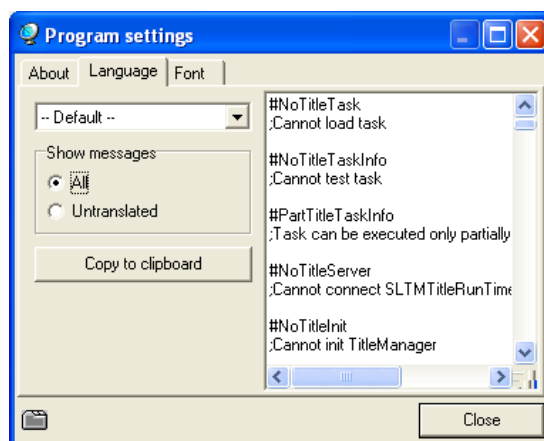 Program settings
About
Language
Font
-- Default --
Show messages
All
Untranslated
Copy to clipboard
#NoTitleTask
;Cannot load task
#NoTitleTaskInfo
;Cannot test task
#PartTitleTaskInfo
;Task can be executed only partially
#NoTitleServer
;Cannot connect SLTMTitleRunTime
#NoTitleInit
;Cannot init TitleManager
Close